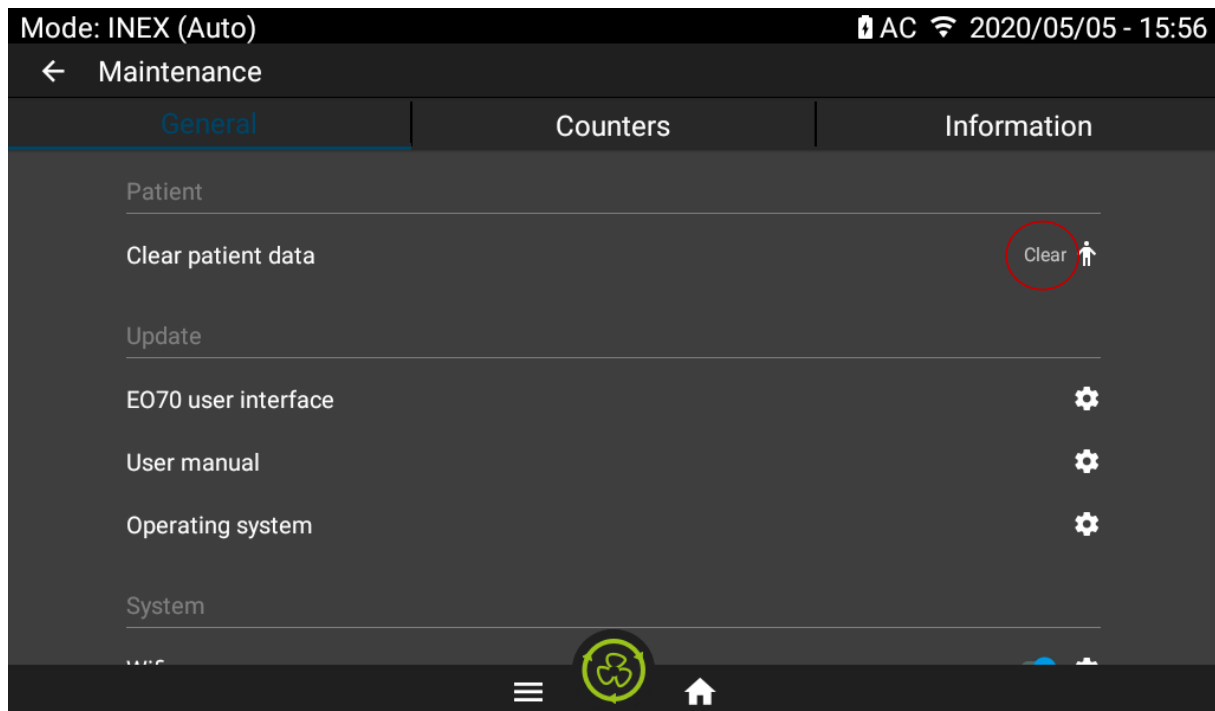 Mode: INEX (Auto) AC 2020/05/05 - 15:56
Maintenance
General Counters Information
Patient
Clear patient data Clear
Update
EO70 user interface
User manual
Operating system
System